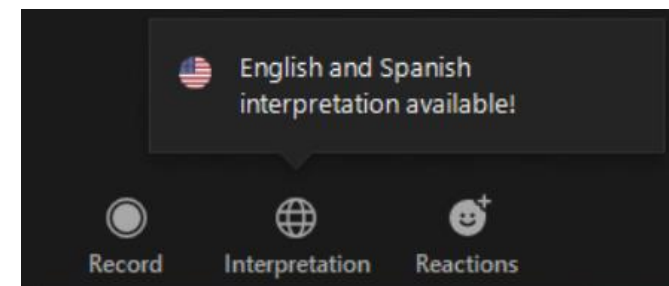 English and Spanish
interpretation available!
Record
Interpretation
Reactions